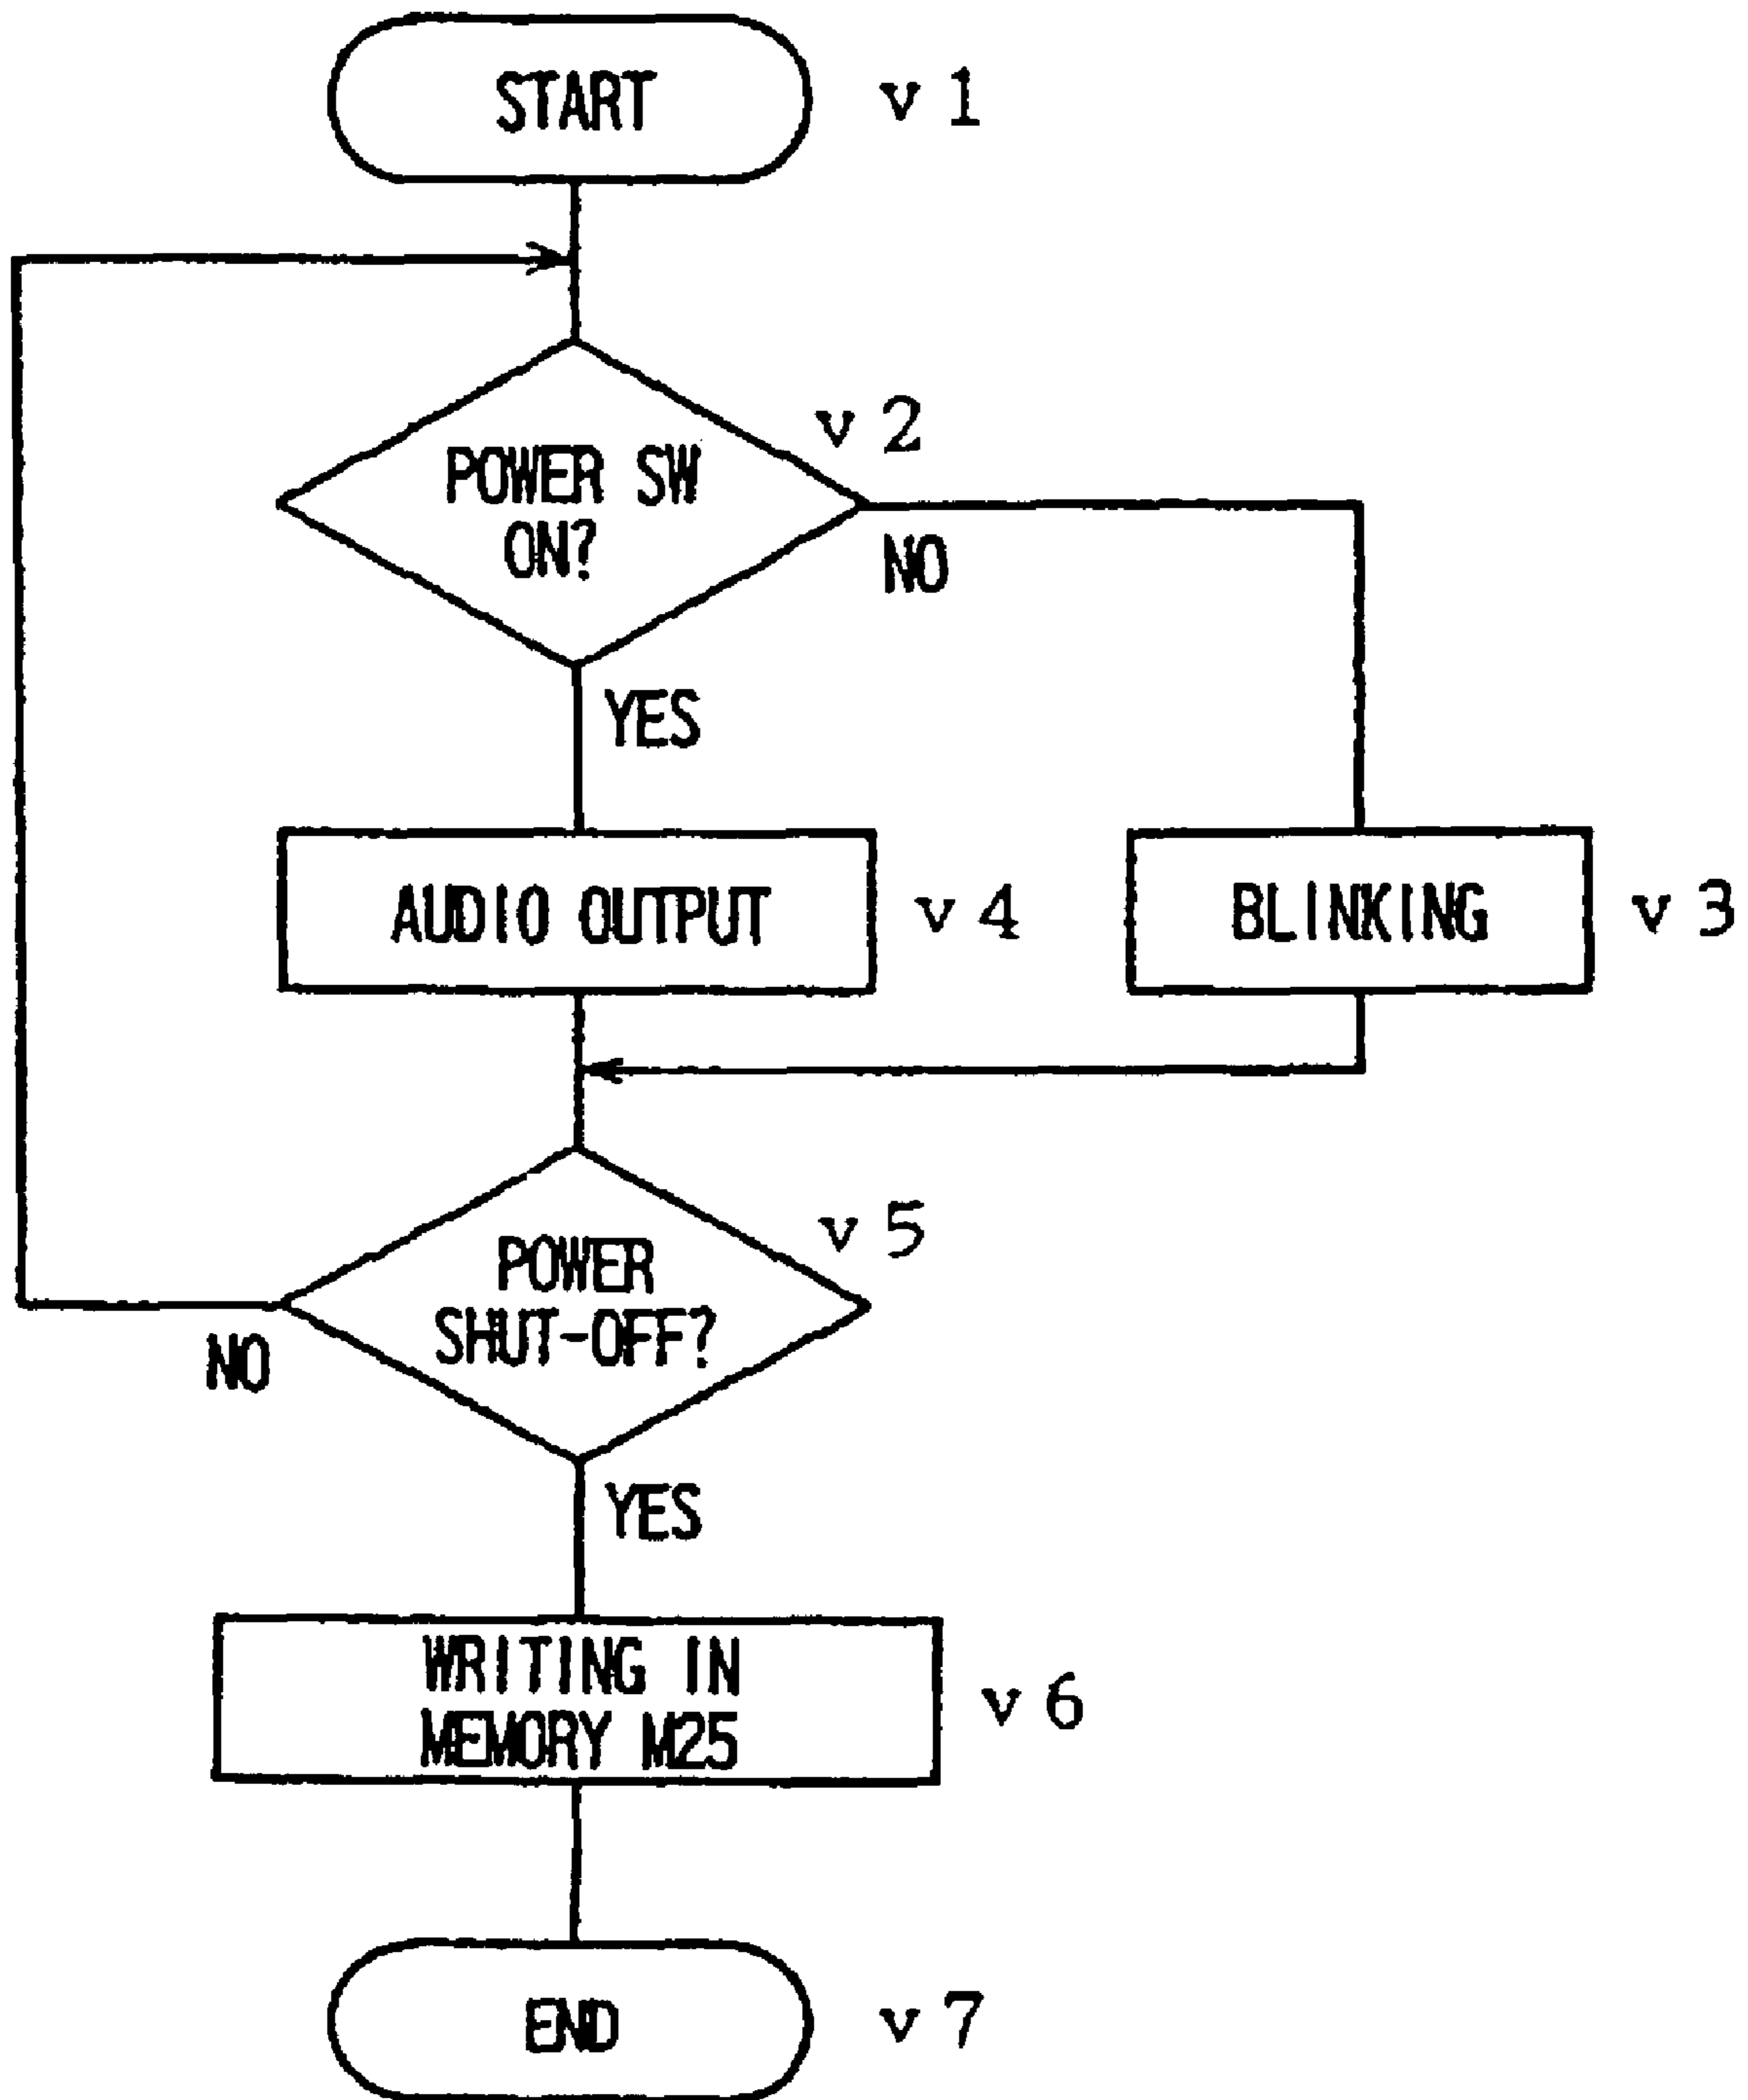 START
v 1
v 2
POWER SW
ON?
NO
YES
AUDIO OUTPUT
v 4
BLINKING
v 3
v 5
POWER
SHUT-OFF?
NO
YES
WRITING IN
MEMORY M25
v 6
END
v 7